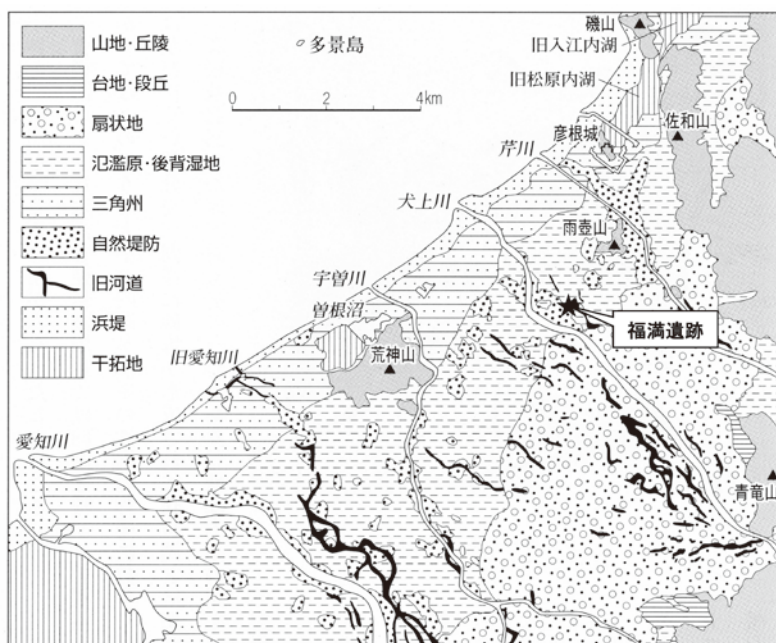 山地・丘陵
台地・段丘
扇状地
氾濫原・後背湿地
三角州
自然堤防
旧河道
浜堤
干拓地
多景島
0 2 4km
磯山
旧入江内湖
旧松原内湖
彦根城
佐和山
芹川
犬上川
雨壺山
宇曽川
曽根沼
福満遺跡
旧愛知川
荒神山
愛知川
青竜山